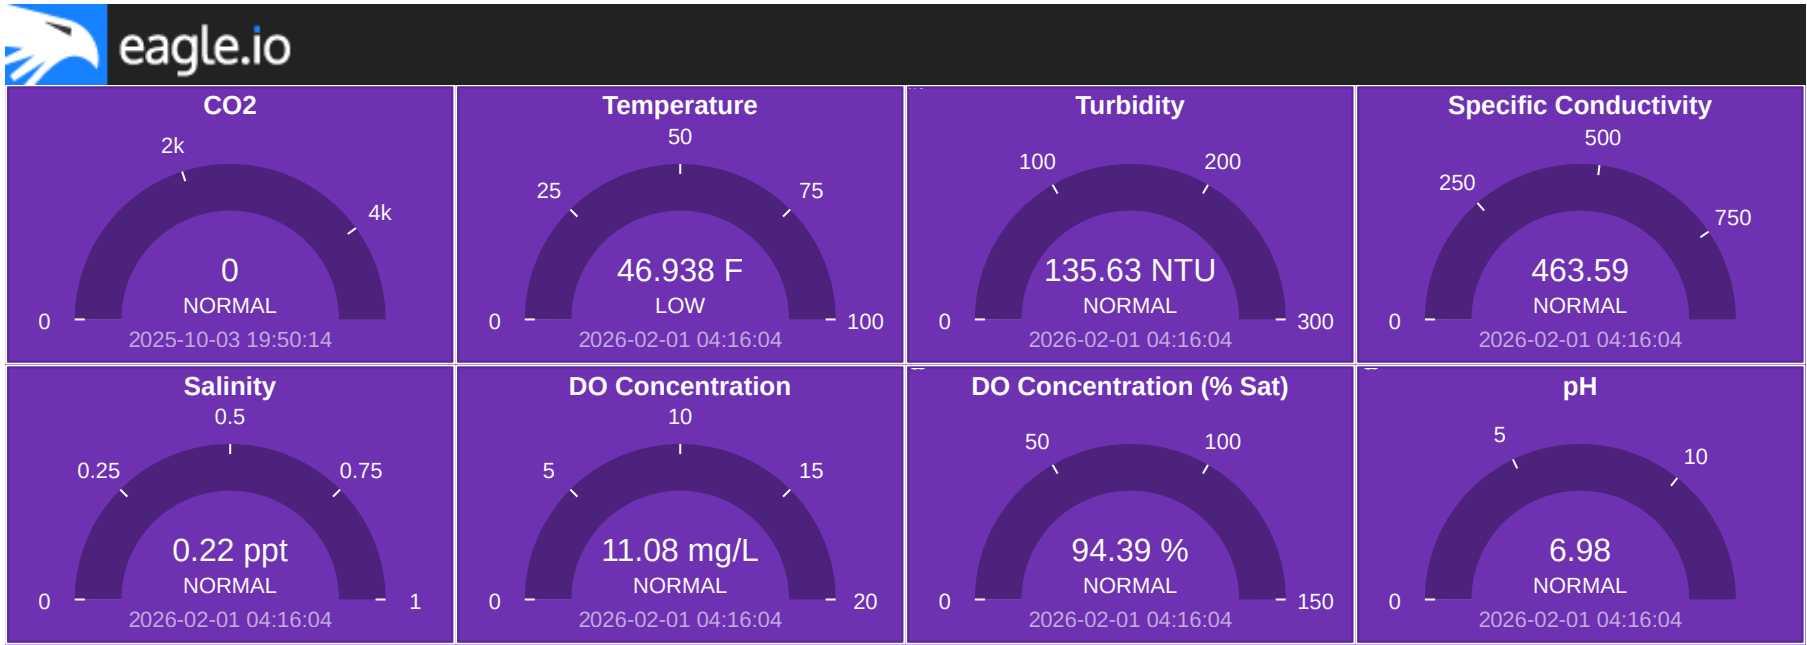 eagle.io
CO2
2k
4k
0
0
NORMAL
2025-10-03 19:50:14
Temperature
50
25
75
46.938 F
LOW
0
100
2026-02-01 04:16:04
Turbidity
100
200
135.63 NTU
NORMAL
0
300
2026-02-01 04:16:04
Specific Conductivity
500
250
750
463.59
NORMAL
0
2026-02-01 04:16:04
Salinity
0.5
0.25
0.75
0.22 ppt
NORMAL
0
1
2026-02-01 04:16:04
DO Concentration
10
5
15
11.08 mg/L
NORMAL
0
20
2026-02-01 04:16:04
DO Concentration (% Sat)
50
100
94.39 %
NORMAL
0
150
2026-02-01 04:16:04
pH
5
10
6.98
NORMAL
0
2026-02-01 04:16:04